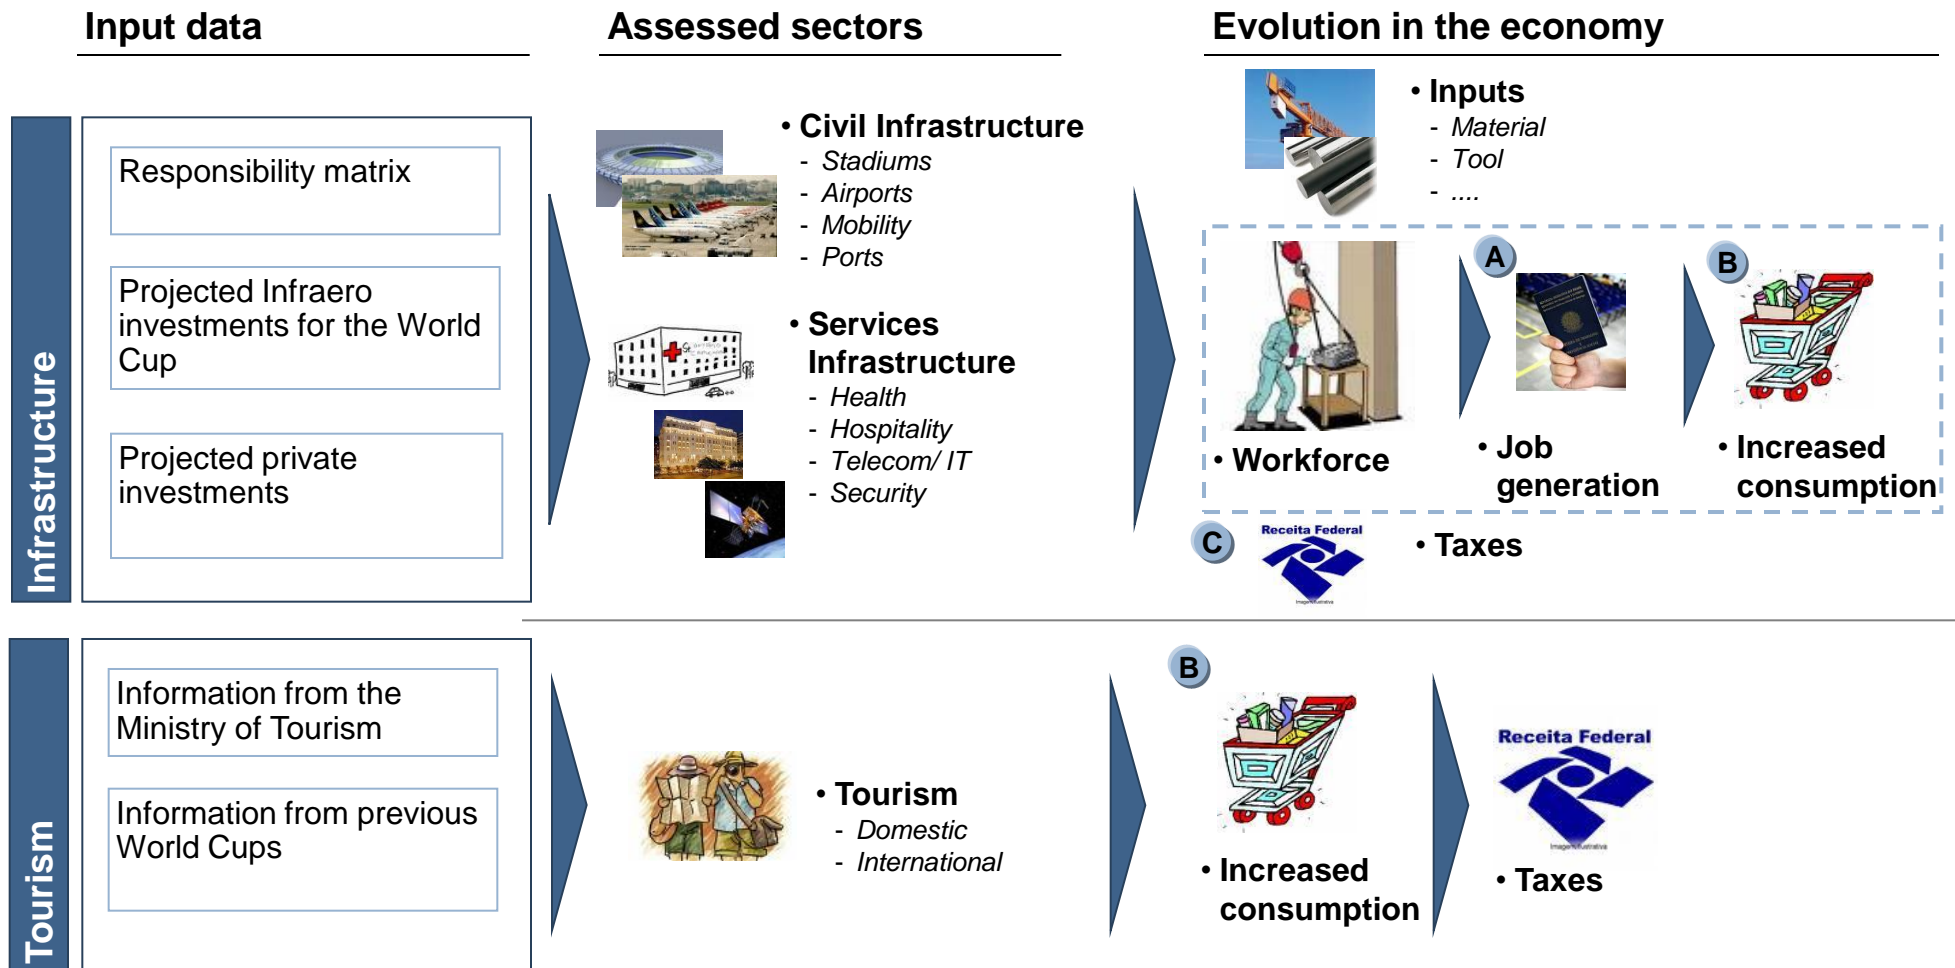 Input data
Assessed sectors
Evolution in the economy
Infrastructure
Responsibility matrix
Projected Infraero
investments for the World
Cup
Projected private
investments
• Civil Infrastructure
- Stadiums
- Airports
- Mobility
- Ports
• Services
Infrastructure
- Health
- Hospitality
- Telecom/ IT
- Security
• Inputs
- Material
- Tool
- ....
• Workforce
A
• Job
generation
B
• Increased
consumption
C
Receita Federal
• Taxes
Tourism
Information from the
Ministry of Tourism
Information from previous
World Cups
• Tourism
- Domestic
- International
B
• Increased
consumption
Receita Federal
• Taxes